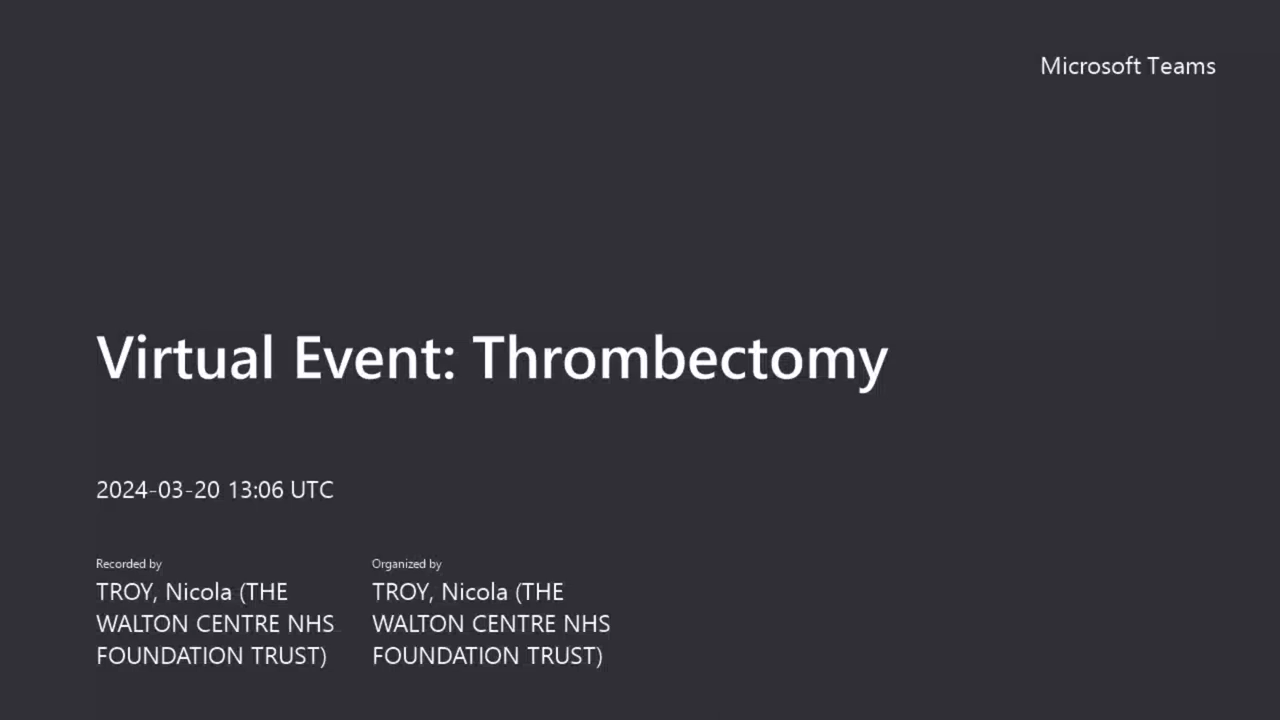 Microsoft Teams
Virtual Event: Thrombectomy
2024-03-20 13:06 UTC
Recorded by
TROY, Nicola (THE
WALTON CENTRE NHS
FOUNDATION TRUST)
Organized by
TROY, Nicola (THE
WALTON CENTRE NHS
FOUNDATION TRUST)